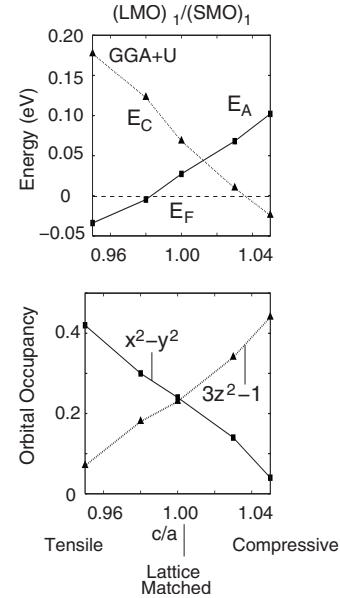 (LMO)₁/(SMO)₁
0.20
GGA+U
0.15
E_A
E_C
0.10
Energy (eV)
0.05
0
E_F
−0.05
0.96 1.00 1.04
x²−y²
0.4
Orbital Occupancy
0.2
3z²−1
0
0.96 1.00 1.04
c/a
Tensile Compressive
Lattice
Matched